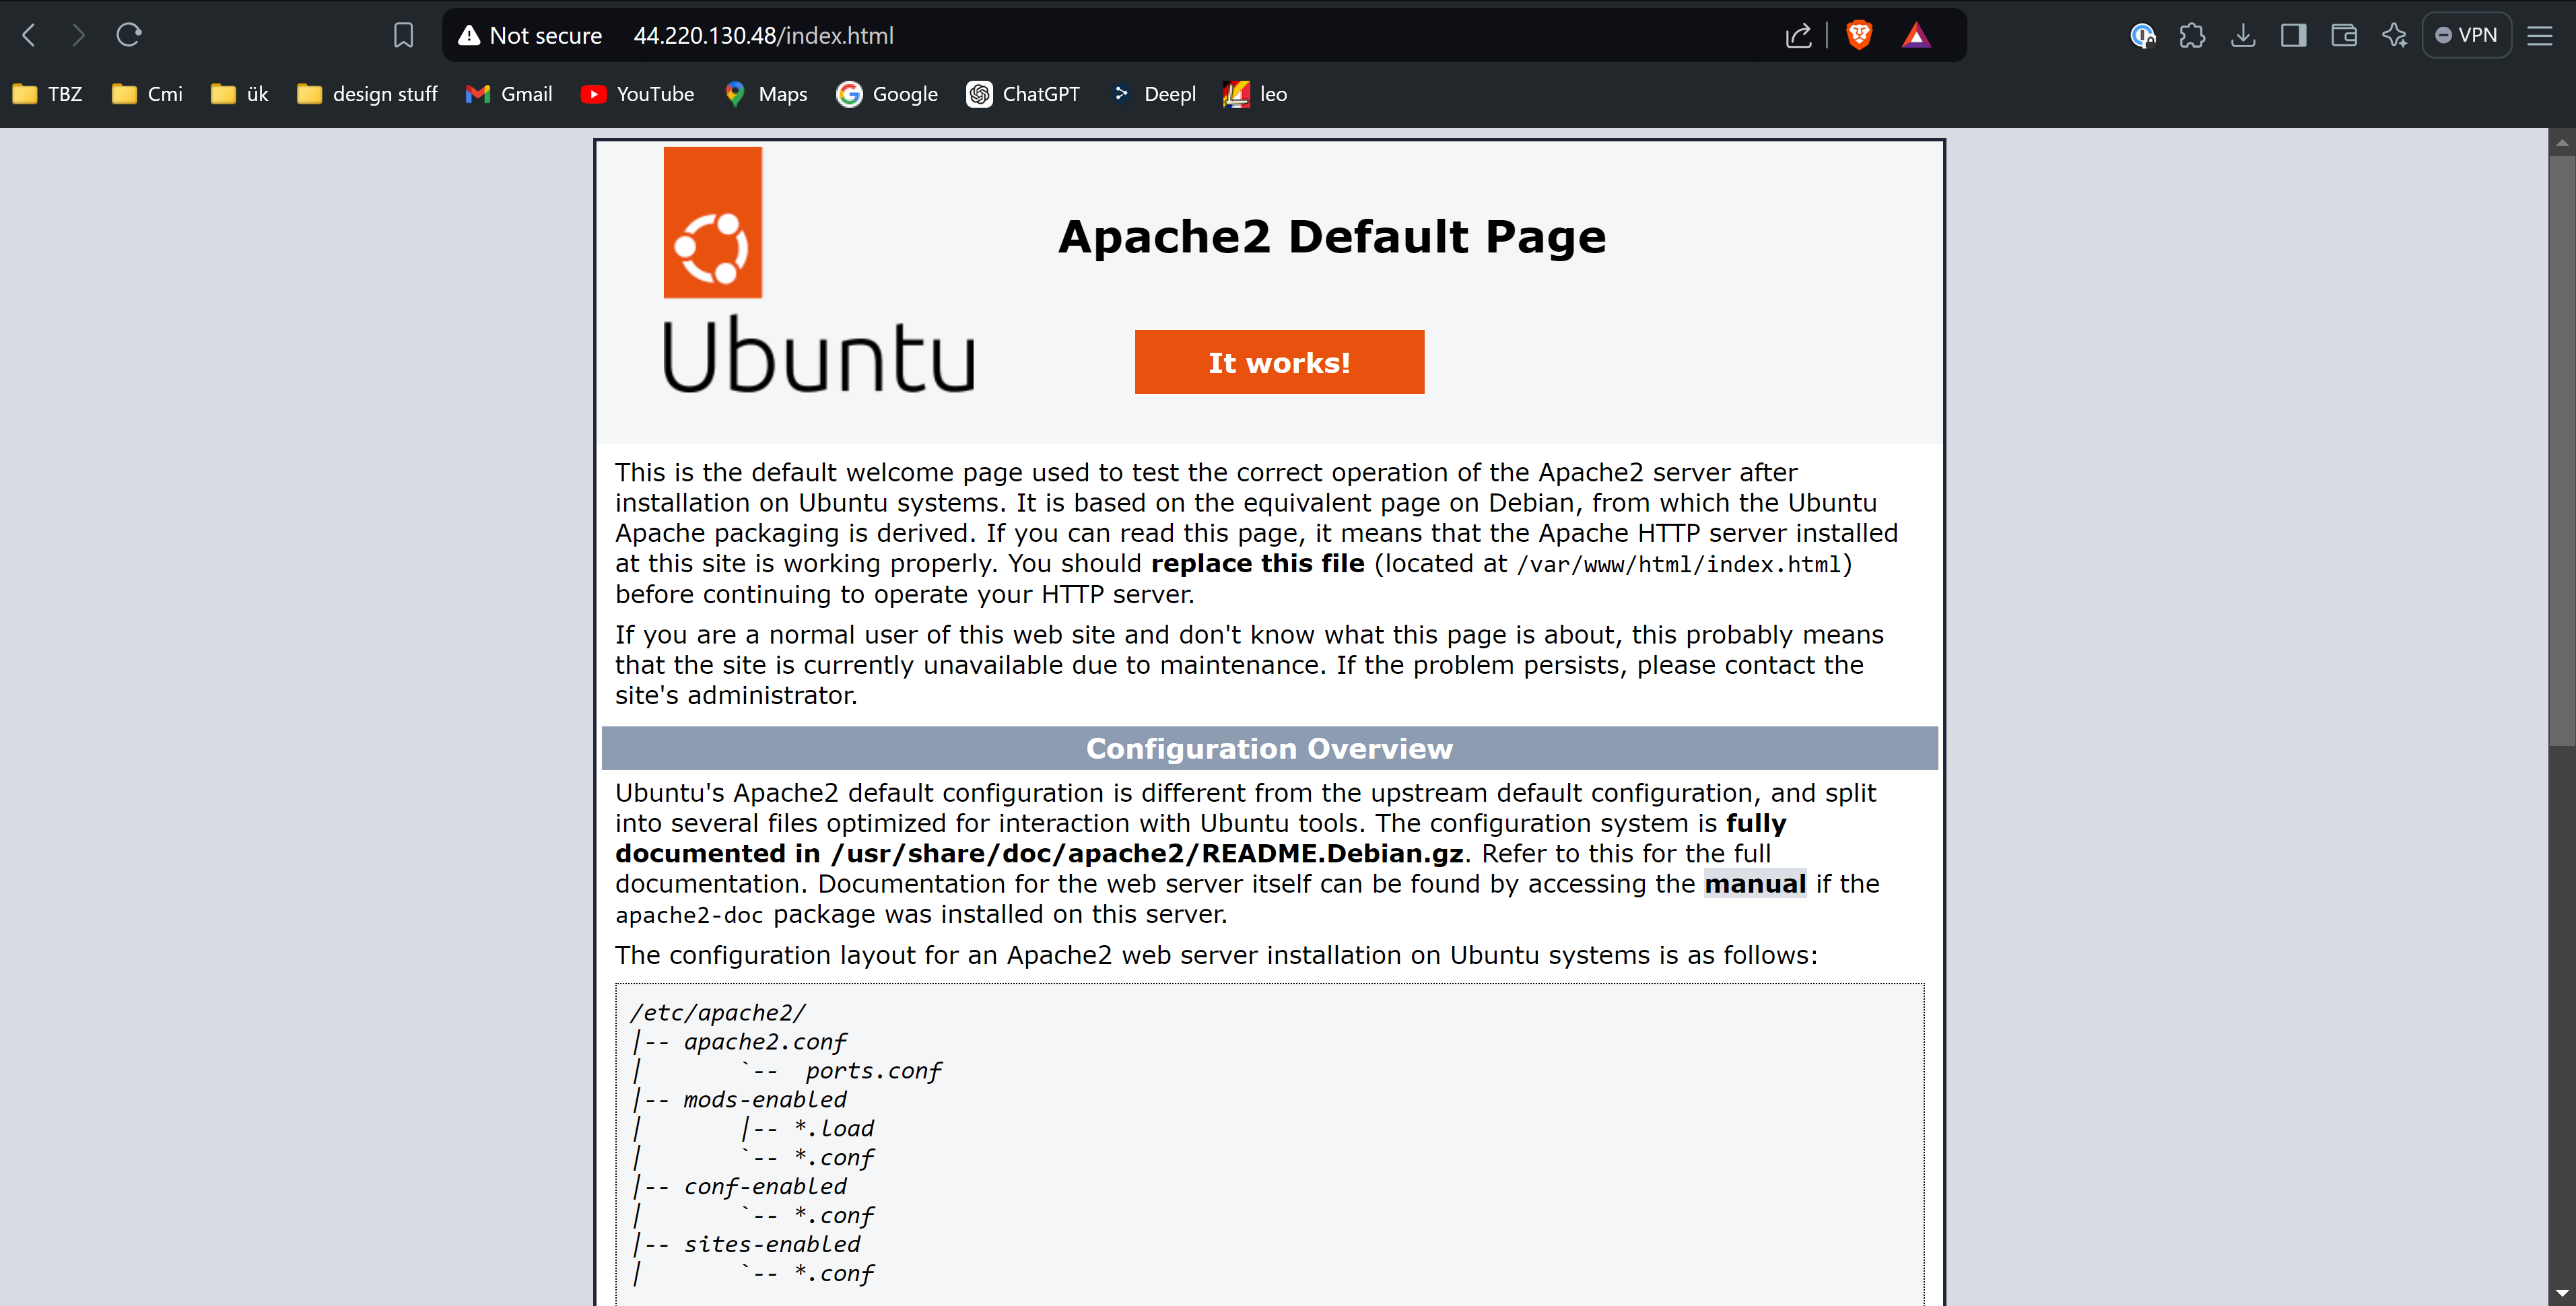 Not secure 44.220.130.48/index.html VPN
TBZ Cmi ük design stuff Gmail YouTube Maps Google ChatGPT Deepl leo
Apache2 Default Page
Ubuntu
It works!
This is the default welcome page used to test the correct operation of the Apache2 server after
installation on Ubuntu systems. It is based on the equivalent page on Debian, from which the Ubuntu
Apache packaging is derived. If you can read this page, it means that the Apache HTTP server installed
at this site is working properly. You should replace this file (located at /var/www/html/index.html)
before continuing to operate your HTTP server.
If you are a normal user of this web site and don't know what this page is about, this probably means
that the site is currently unavailable due to maintenance. If the problem persists, please contact the
site's administrator.
Configuration Overview
Ubuntu's Apache2 default configuration is different from the upstream default configuration, and split
into several files optimized for interaction with Ubuntu tools. The configuration system is fully
documented in /usr/share/doc/apache2/README.Debian.gz. Refer to this for the full
documentation. Documentation for the web server itself can be found by accessing the manual if the
apache2-doc package was installed on this server.
The configuration layout for an Apache2 web server installation on Ubuntu systems is as follows:
/etc/apache2/
|-- apache2.conf
|       `--  ports.conf
|-- mods-enabled
|       |-- *.load
|       `-- *.conf
|-- conf-enabled
|       `-- *.conf
|-- sites-enabled
|       `-- *.conf